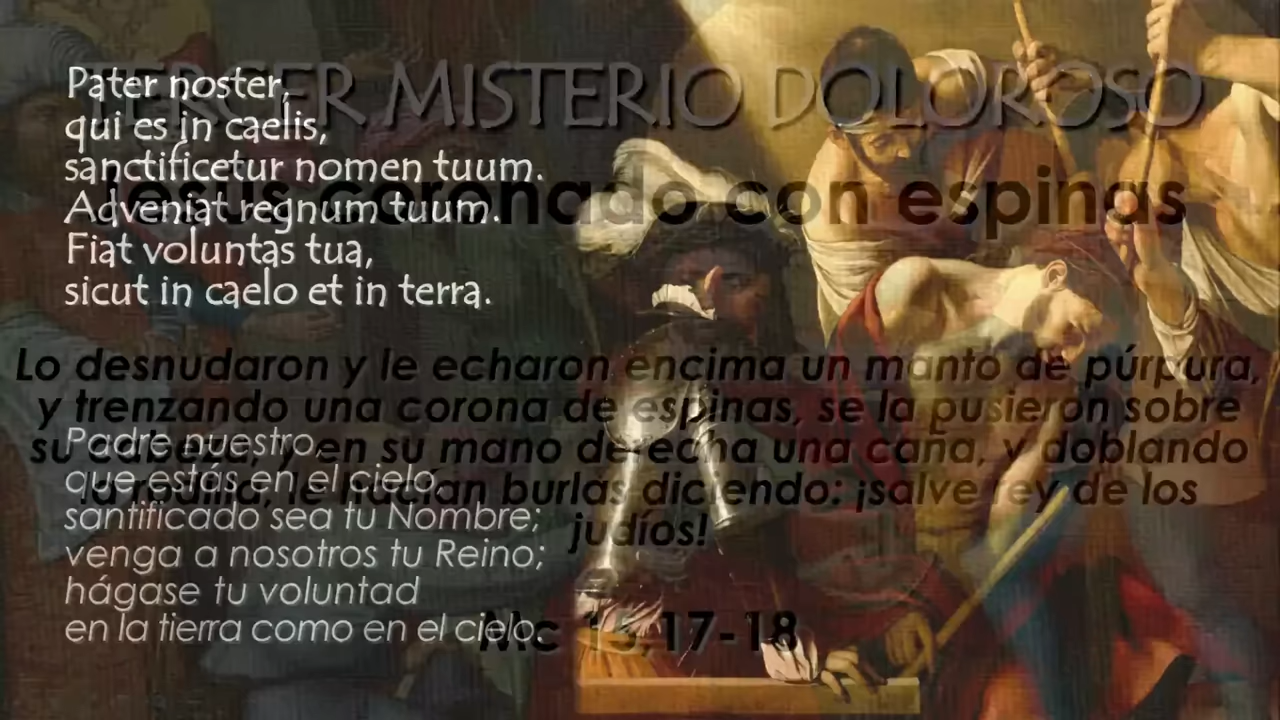 TERCER MISTERIO DOLOROSO
Jesús coronado con espinas
Lo desnudaron y le echaron encima un manto de púrpura,
y trenzando una corona de espinas, se la pusieron sobre
su cabeza, y en su mano derecha una caña, y doblando
la rodilla, le hacían burlas diciendo: ¡salve rey de los
judíos!
Mc 15,17-18
Pater noster,
qui es in caelis,
sanctificetur nomen tuum.
Adveniat regnum tuum.
Fiat voluntas tua,
sicut in caelo et in terra.
Padre nuestro,
que estás en el cielo,
santificado sea tu Nombre;
venga a nosotros tu Reino;
hágase tu voluntad
en la tierra como en el cielo.